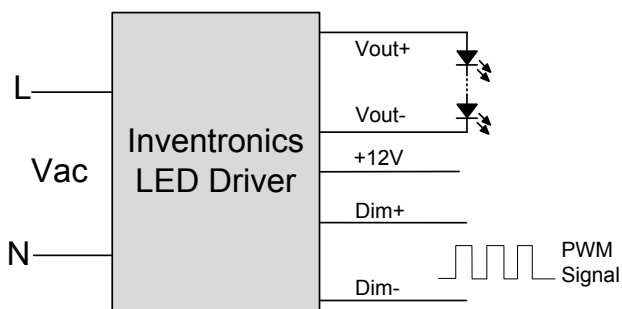 Vout+
L
Vout-
Inventronics
LED Driver
+12V
Vac
Dim+
N
PWM
Signal
Dim-